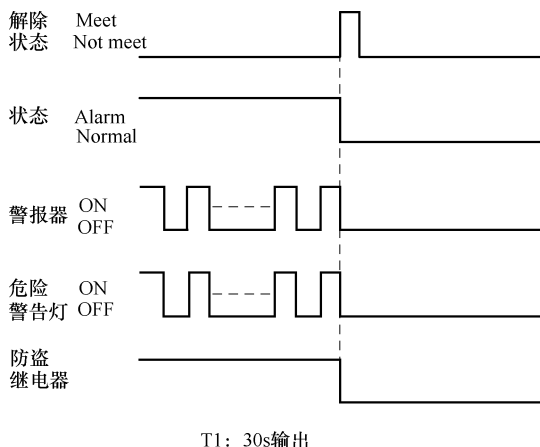 解除 Meet
状态 Not meet
状态 Alarm
Normal
警报器 ON
OFF
危险 ON
警告灯 OFF
防盗
继电器
T1：30s输出